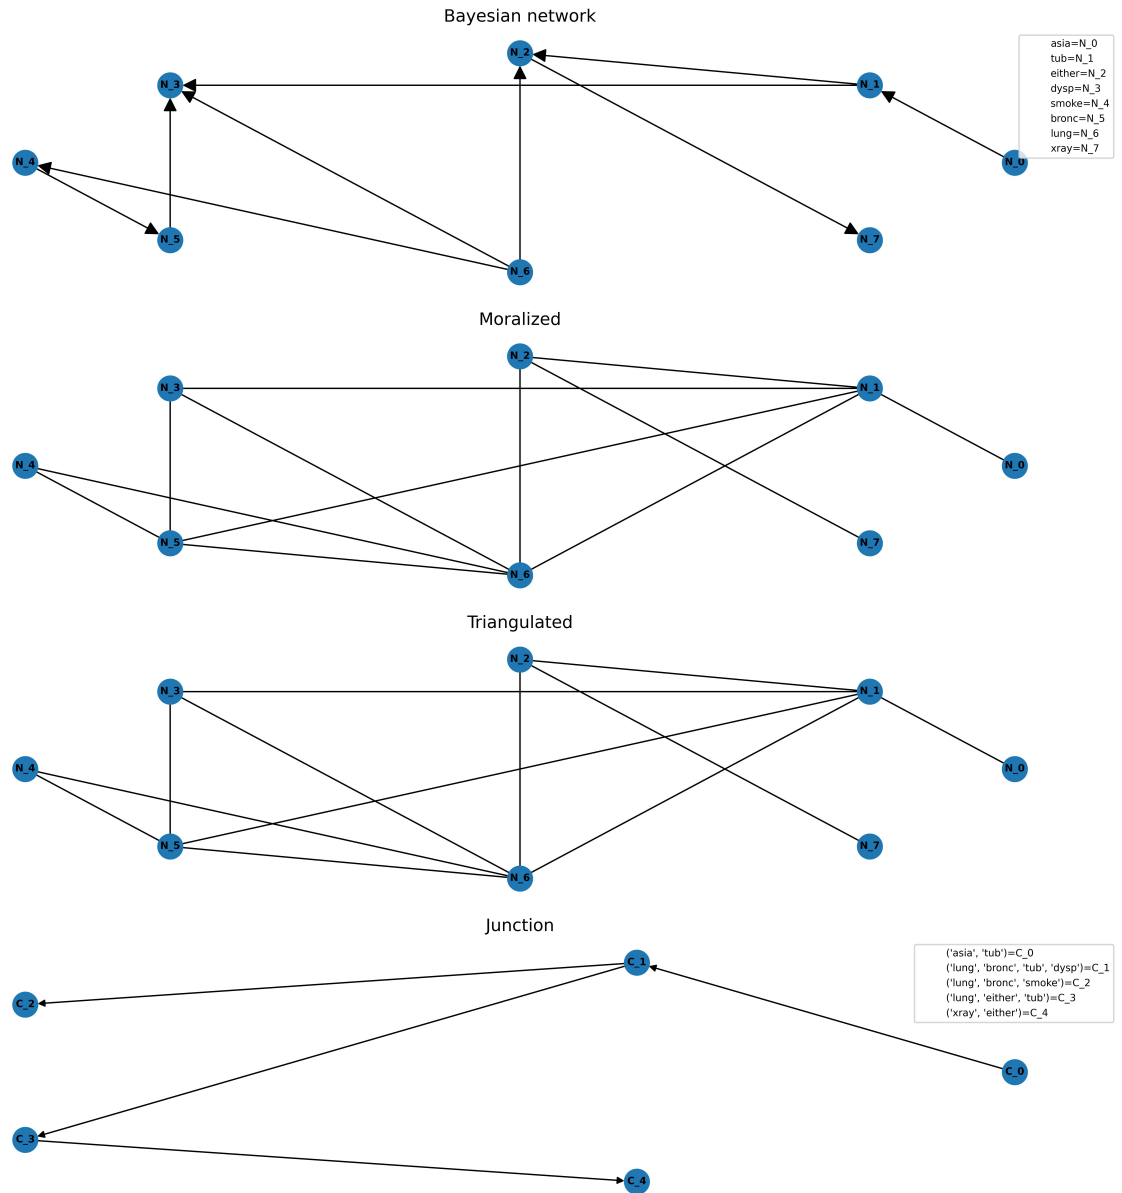 Bayesian network
asia=N_0
tub=N_1
either=N_2
dysp=N_3
smoke=N_4
bronc=N_5
lung=N_6
xray=N_7
N_2
N_3
N_1
N_4
N_0
N_5
N_7
N_6
Moralized
N_2
N_3
N_1
N_4
N_0
N_5
N_7
N_6
Triangulated
N_2
N_3
N_1
N_4
N_0
N_5
N_7
N_6
Junction
('asia', 'tub')=C_0
('lung', 'bronc', 'tub', 'dysp')=C_1
('lung', 'bronc', 'smoke')=C_2
('lung', 'either', 'tub')=C_3
('xray', 'either')=C_4
C_1
C_2
C_0
C_3
C_4